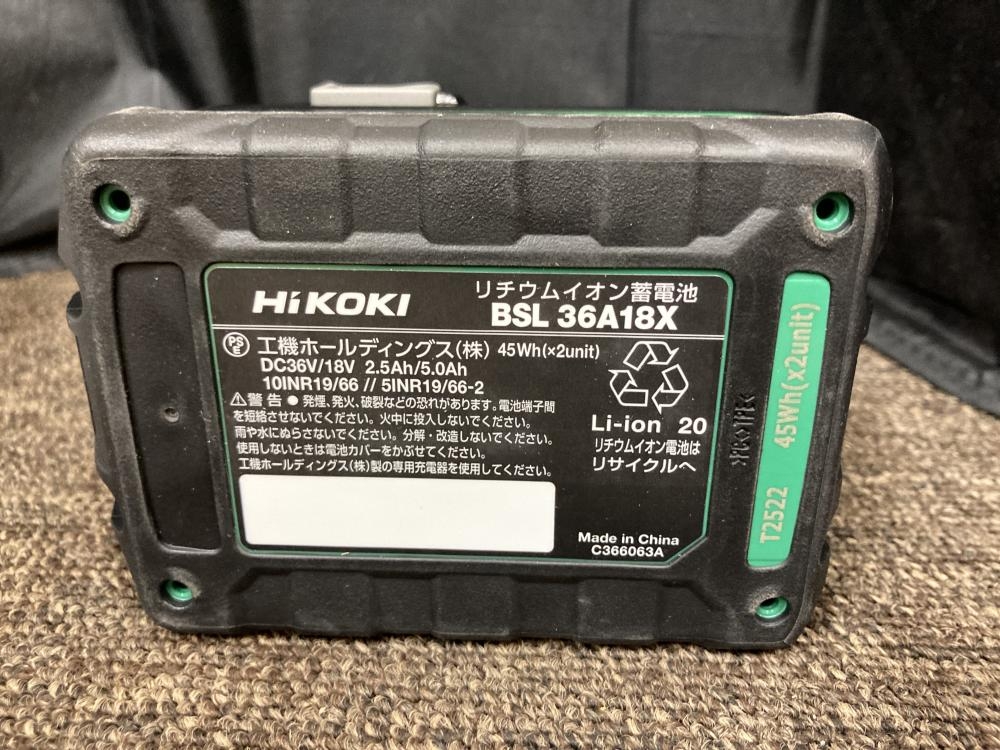 HiKOKI
リチウムイオン蓄電池
BSL 36A18X
PS E 工機ホールディングス(株) 45Wh(×2unit)
DC36V/18V 2.5Ah/5.0Ah
10INR19/66 // 5INR19/66-2
⚠警告 ●発煙、発火、破裂などの恐れがあります。電池端子間
を短絡させないでください。火中に投入しないでください。
雨や水にぬらさないでください。分解・改造しないでください。
使用しないときは電池カバーをかぶせてください。
工機ホールディングス(株)製の専用充電器を使用してください。
Li-ion 20
リチウムイオン電池は
リサイクルへ
Made in China
C366063A
T2522 45Wh(x2unit)